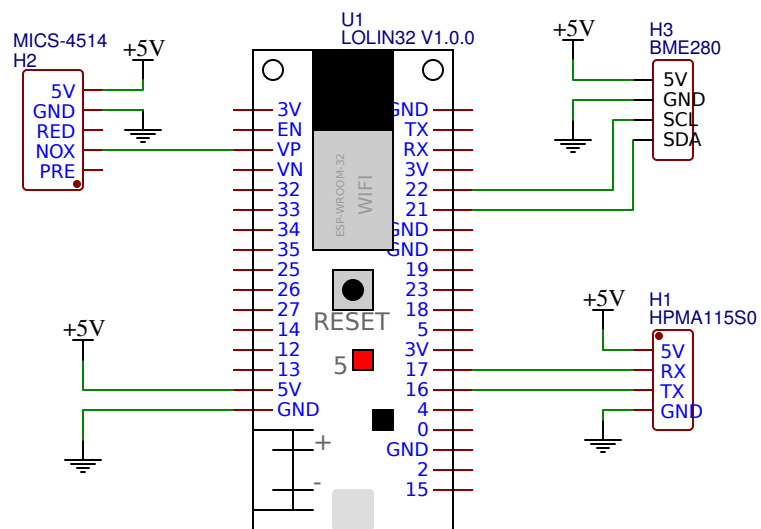 MICS-4514
H2
+5V
5V
GND
RED
NOX
PRE
U1
LOLIN32 V1.0.0
3V
EN
VP
VN
32
33
34
35
25
26
27
14
12
13
5V
GND
+5V
ESP-WROOM-32
WIFI
RESET
5
+
-
GND
TX
RX
3V
22
21
GND
GND
19
23
18
5
3V
17
16
4
0
GND
2
15
H3
BME280
+5V
5V
GND
SCL
SDA
H1
HPMA115S0
+5V
5V
RX
TX
GND